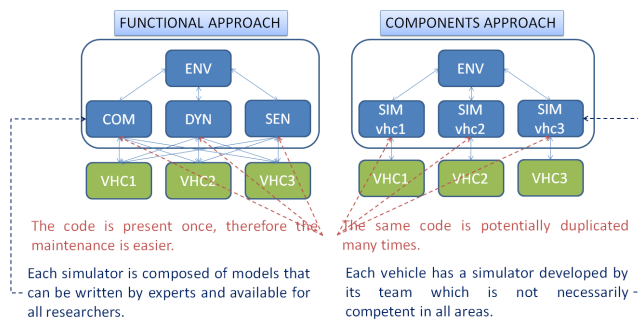 FUNCTIONAL APPROACH
ENV
COM DYN SEN
VHC1 VHC2 VHC3
The code is present once, therefore the
maintenance is easier.
Each simulator is composed of models that
can be written by experts and available for
all researchers.
COMPONENTS APPROACH
ENV
SIM SIM SIM
vhc1 vhc2 vhc3
VHC1 VHC2 VHC3
The same code is potentially duplicated
many times.
Each vehicle has a simulator developed by
its team which is not necessarily
competent in all areas.